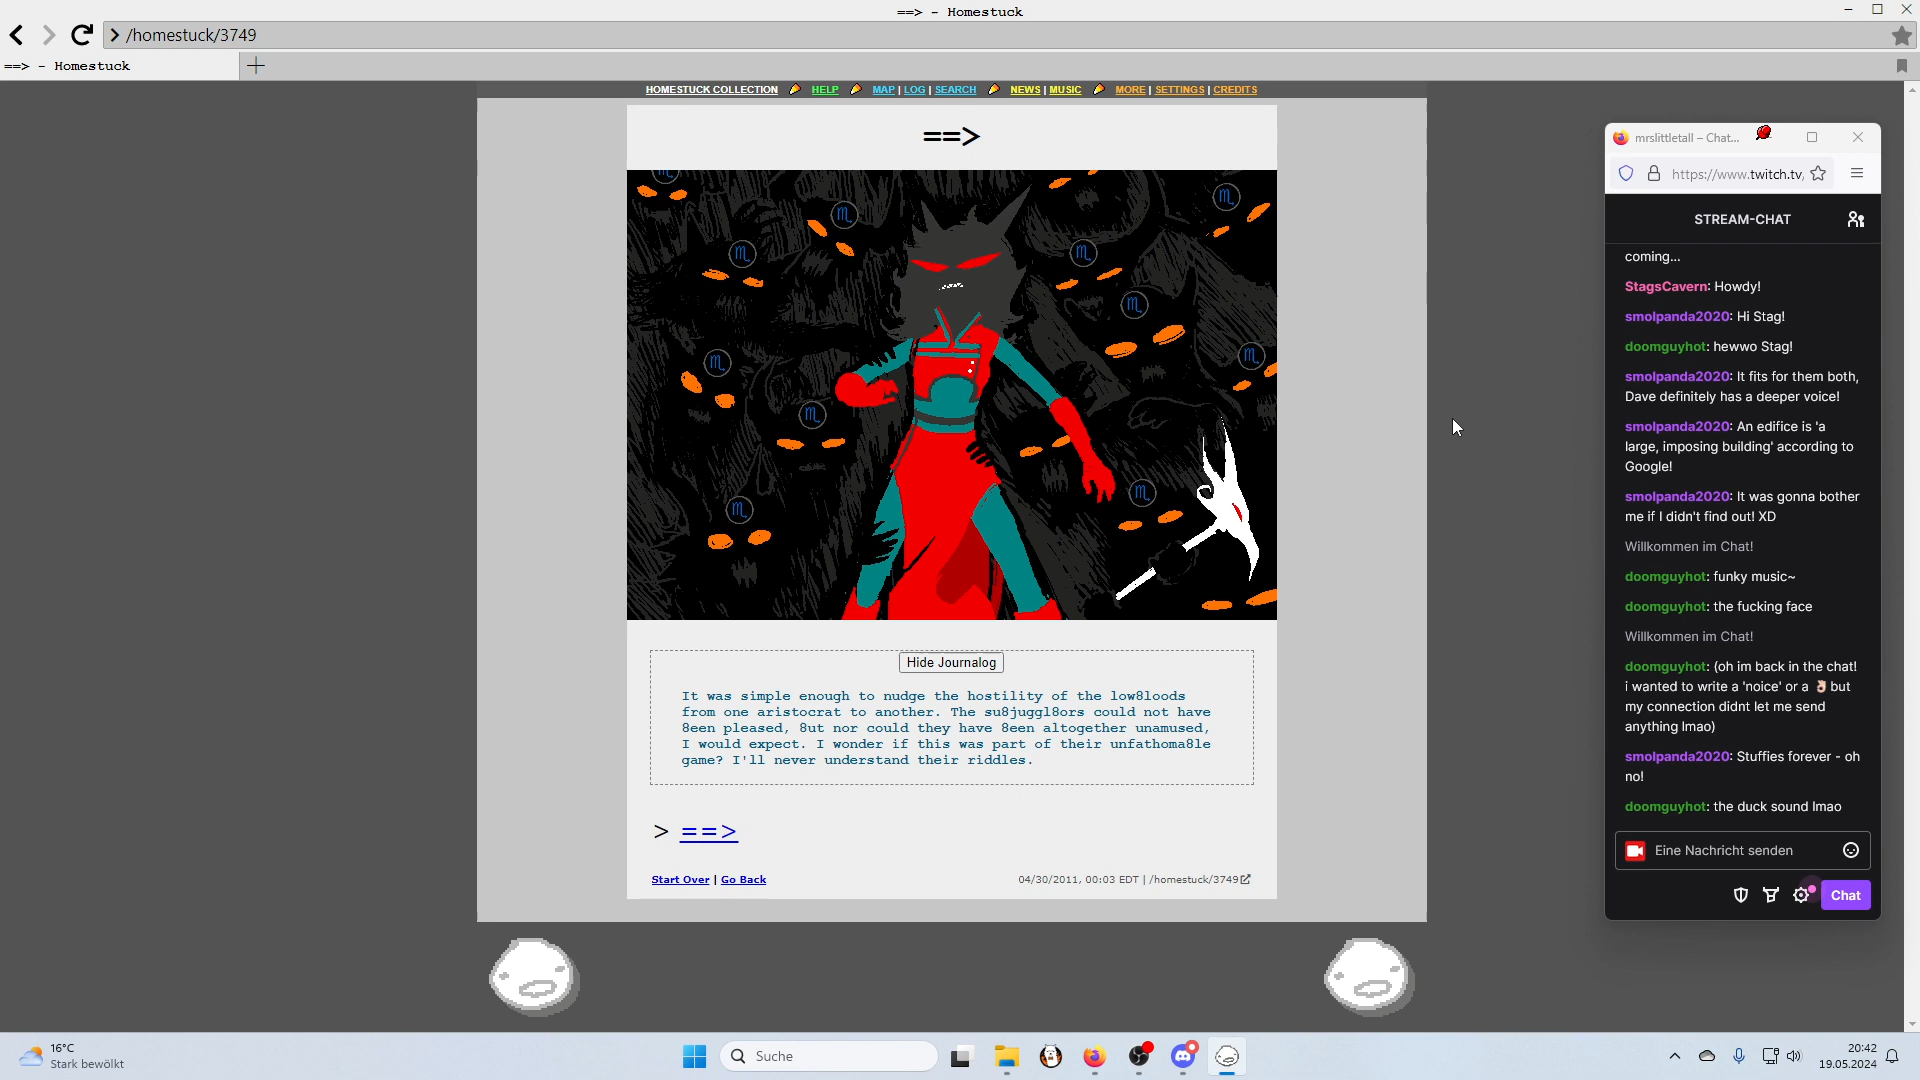 ==> - Homestuck
/homestuck/3749
==> - Homestuck
HOMESTUCK COLLECTION HELP MAP | LOG | SEARCH NEWS | MUSIC MORE | SETTINGS | CREDITS
==>
Hide Journalog
It was simple enough to nudge the hostility of the low8loods
from one aristocrat to another. The su8juggl8ors could not have
8een pleased, 8ut nor could they have 8een altogether unamused,
I would expect. I wonder if this was part of their unfathoma8le
game? I'll never understand their riddles.
> ==>
Start Over | Go Back
04/30/2011, 00:03 EDT | /homestuck/3749
mrslittletall – Chat...
https://www.twitch.tv/
STREAM-CHAT
coming...
StagsCavern: Howdy!
smolpanda2020: Hi Stag!
doomguyhot: hewwo Stag!
smolpanda2020: It fits for them both,
Dave definitely has a deeper voice!
smolpanda2020: An edifice is 'a
large, imposing building' according to
Google!
smolpanda2020: It was gonna bother
me if I didn't find out! XD
Willkommen im Chat!
doomguyhot: funky music~
doomguyhot: the fucking face
Willkommen im Chat!
doomguyhot: (oh im back in the chat!
i wanted to write a 'noice' or a 👌🏻 but
my connection didnt let me send
anything lmao)
smolpanda2020: Stuffies forever - oh
no!
doomguyhot: the duck sound lmao
Eine Nachricht senden
Chat
16°C
Stark bewölkt
Suche
20:42
19.05.2024